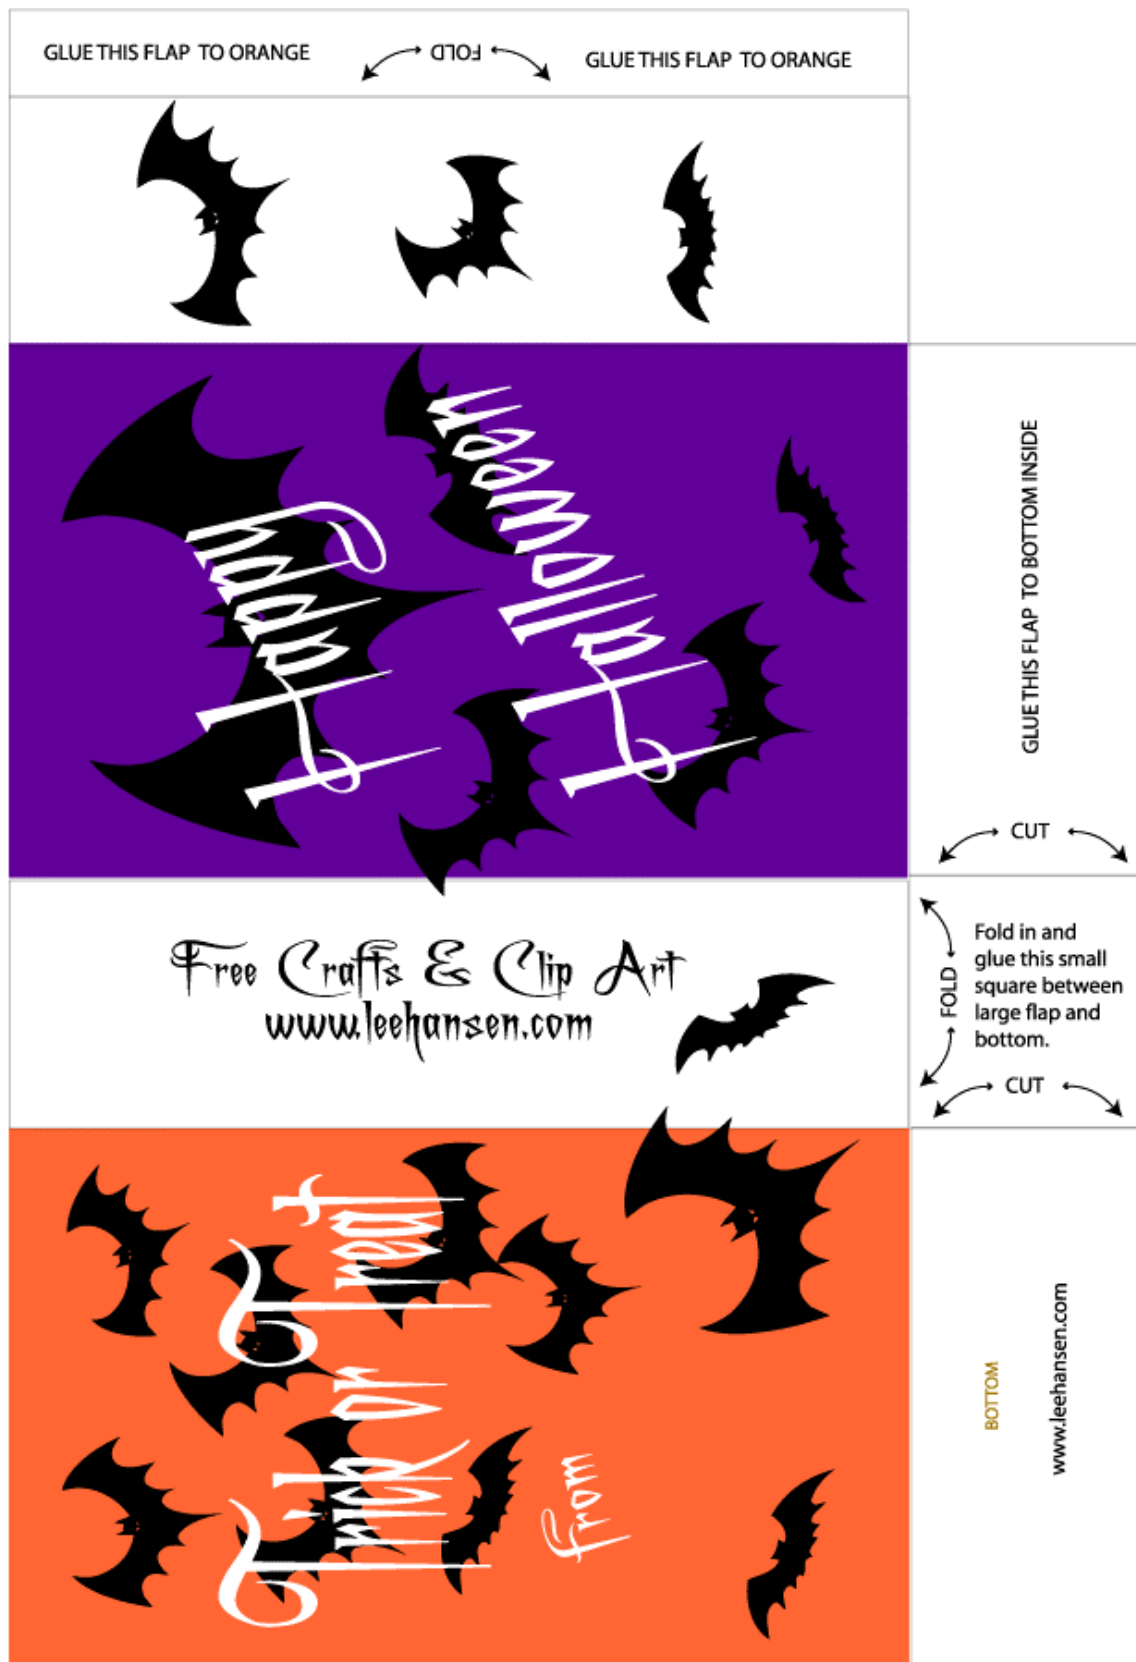 GLUE THIS FLAP TO ORANGE
FOLD
GLUE THIS FLAP TO ORANGE
Happy
Halloween
GLUE THIS FLAP TO BOTTOM INSIDE
CUT
Free Crafts & Clip Art
www.leehansen.com
FOLD
Fold in and
glue this small
square between
large flap and
bottom.
CUT
Trick or Treat
From
BOTTOM
www.leehansen.com